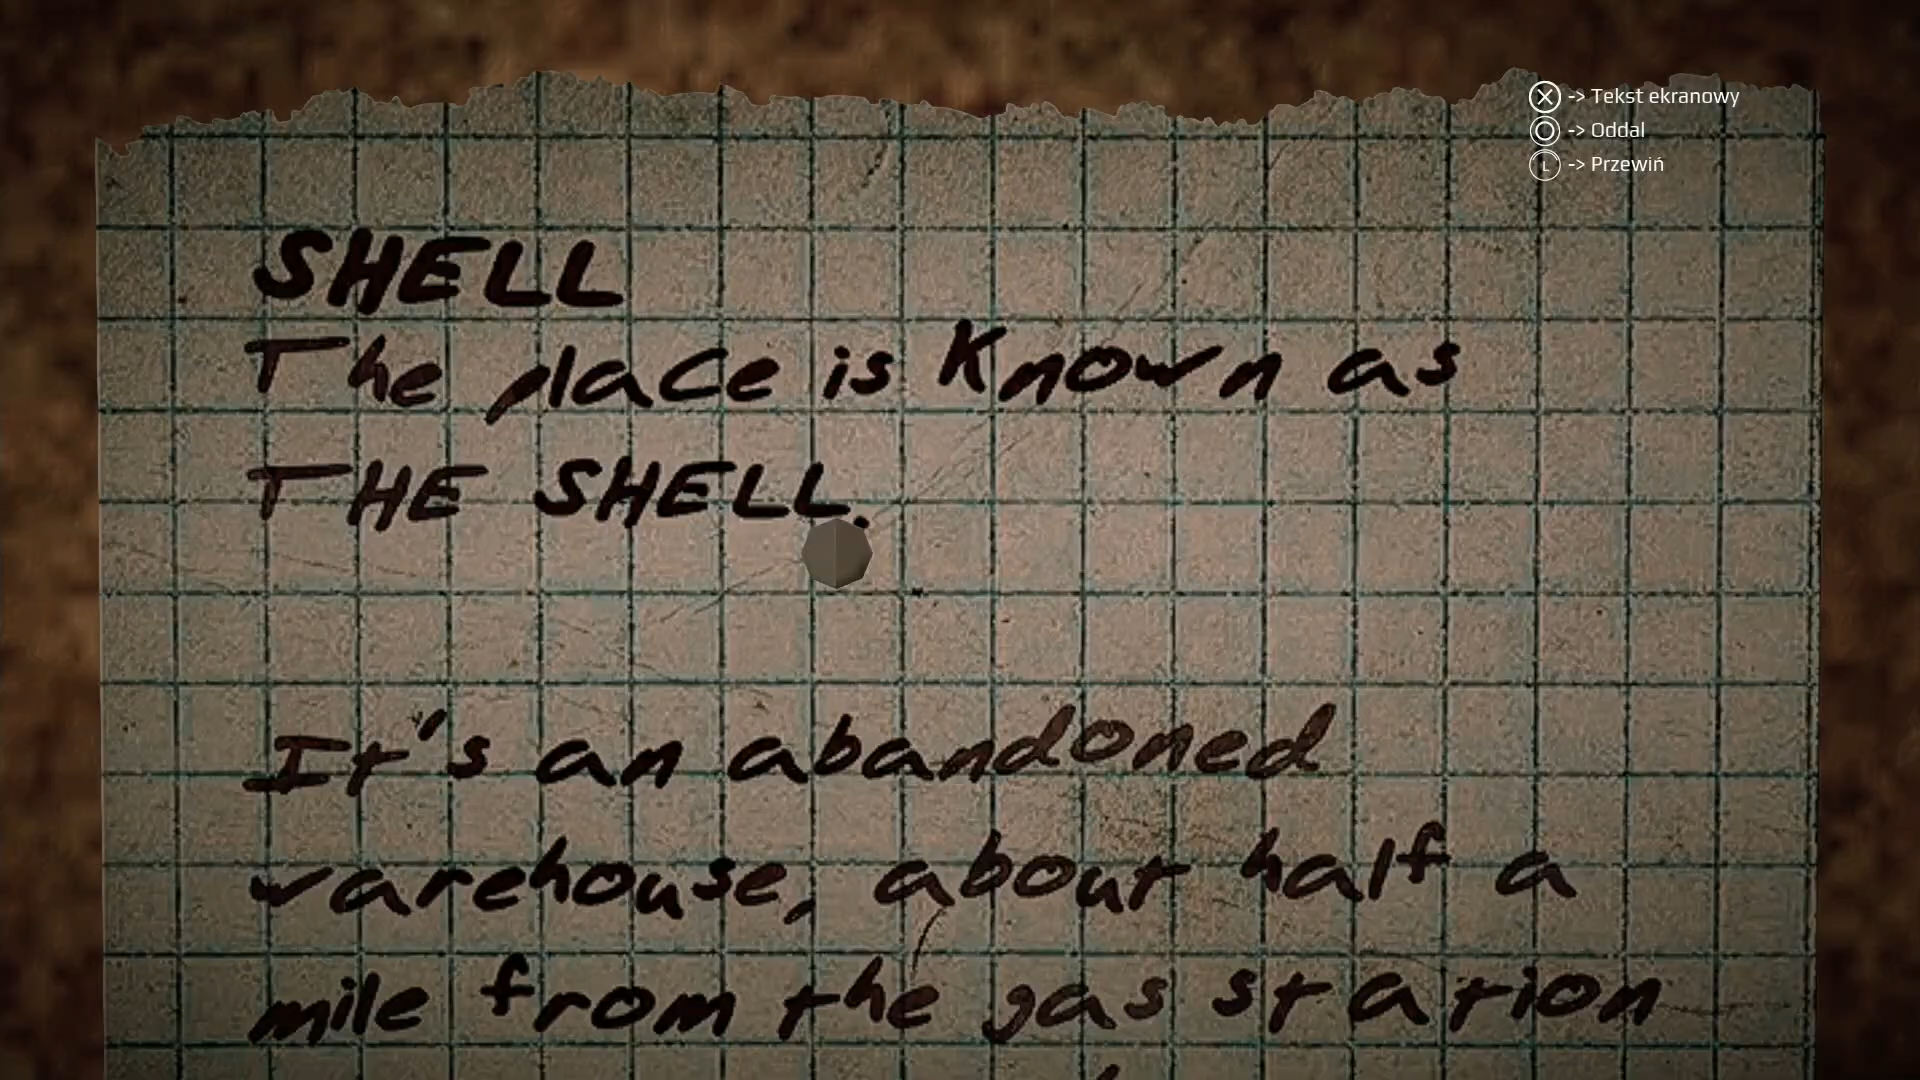 SHELL
The place is known as
THE SHELL.
It's an abandoned
warehouse, about half a
mile from the gas station
-> Tekst ekranowy
-> Oddal
L -> Przewiń